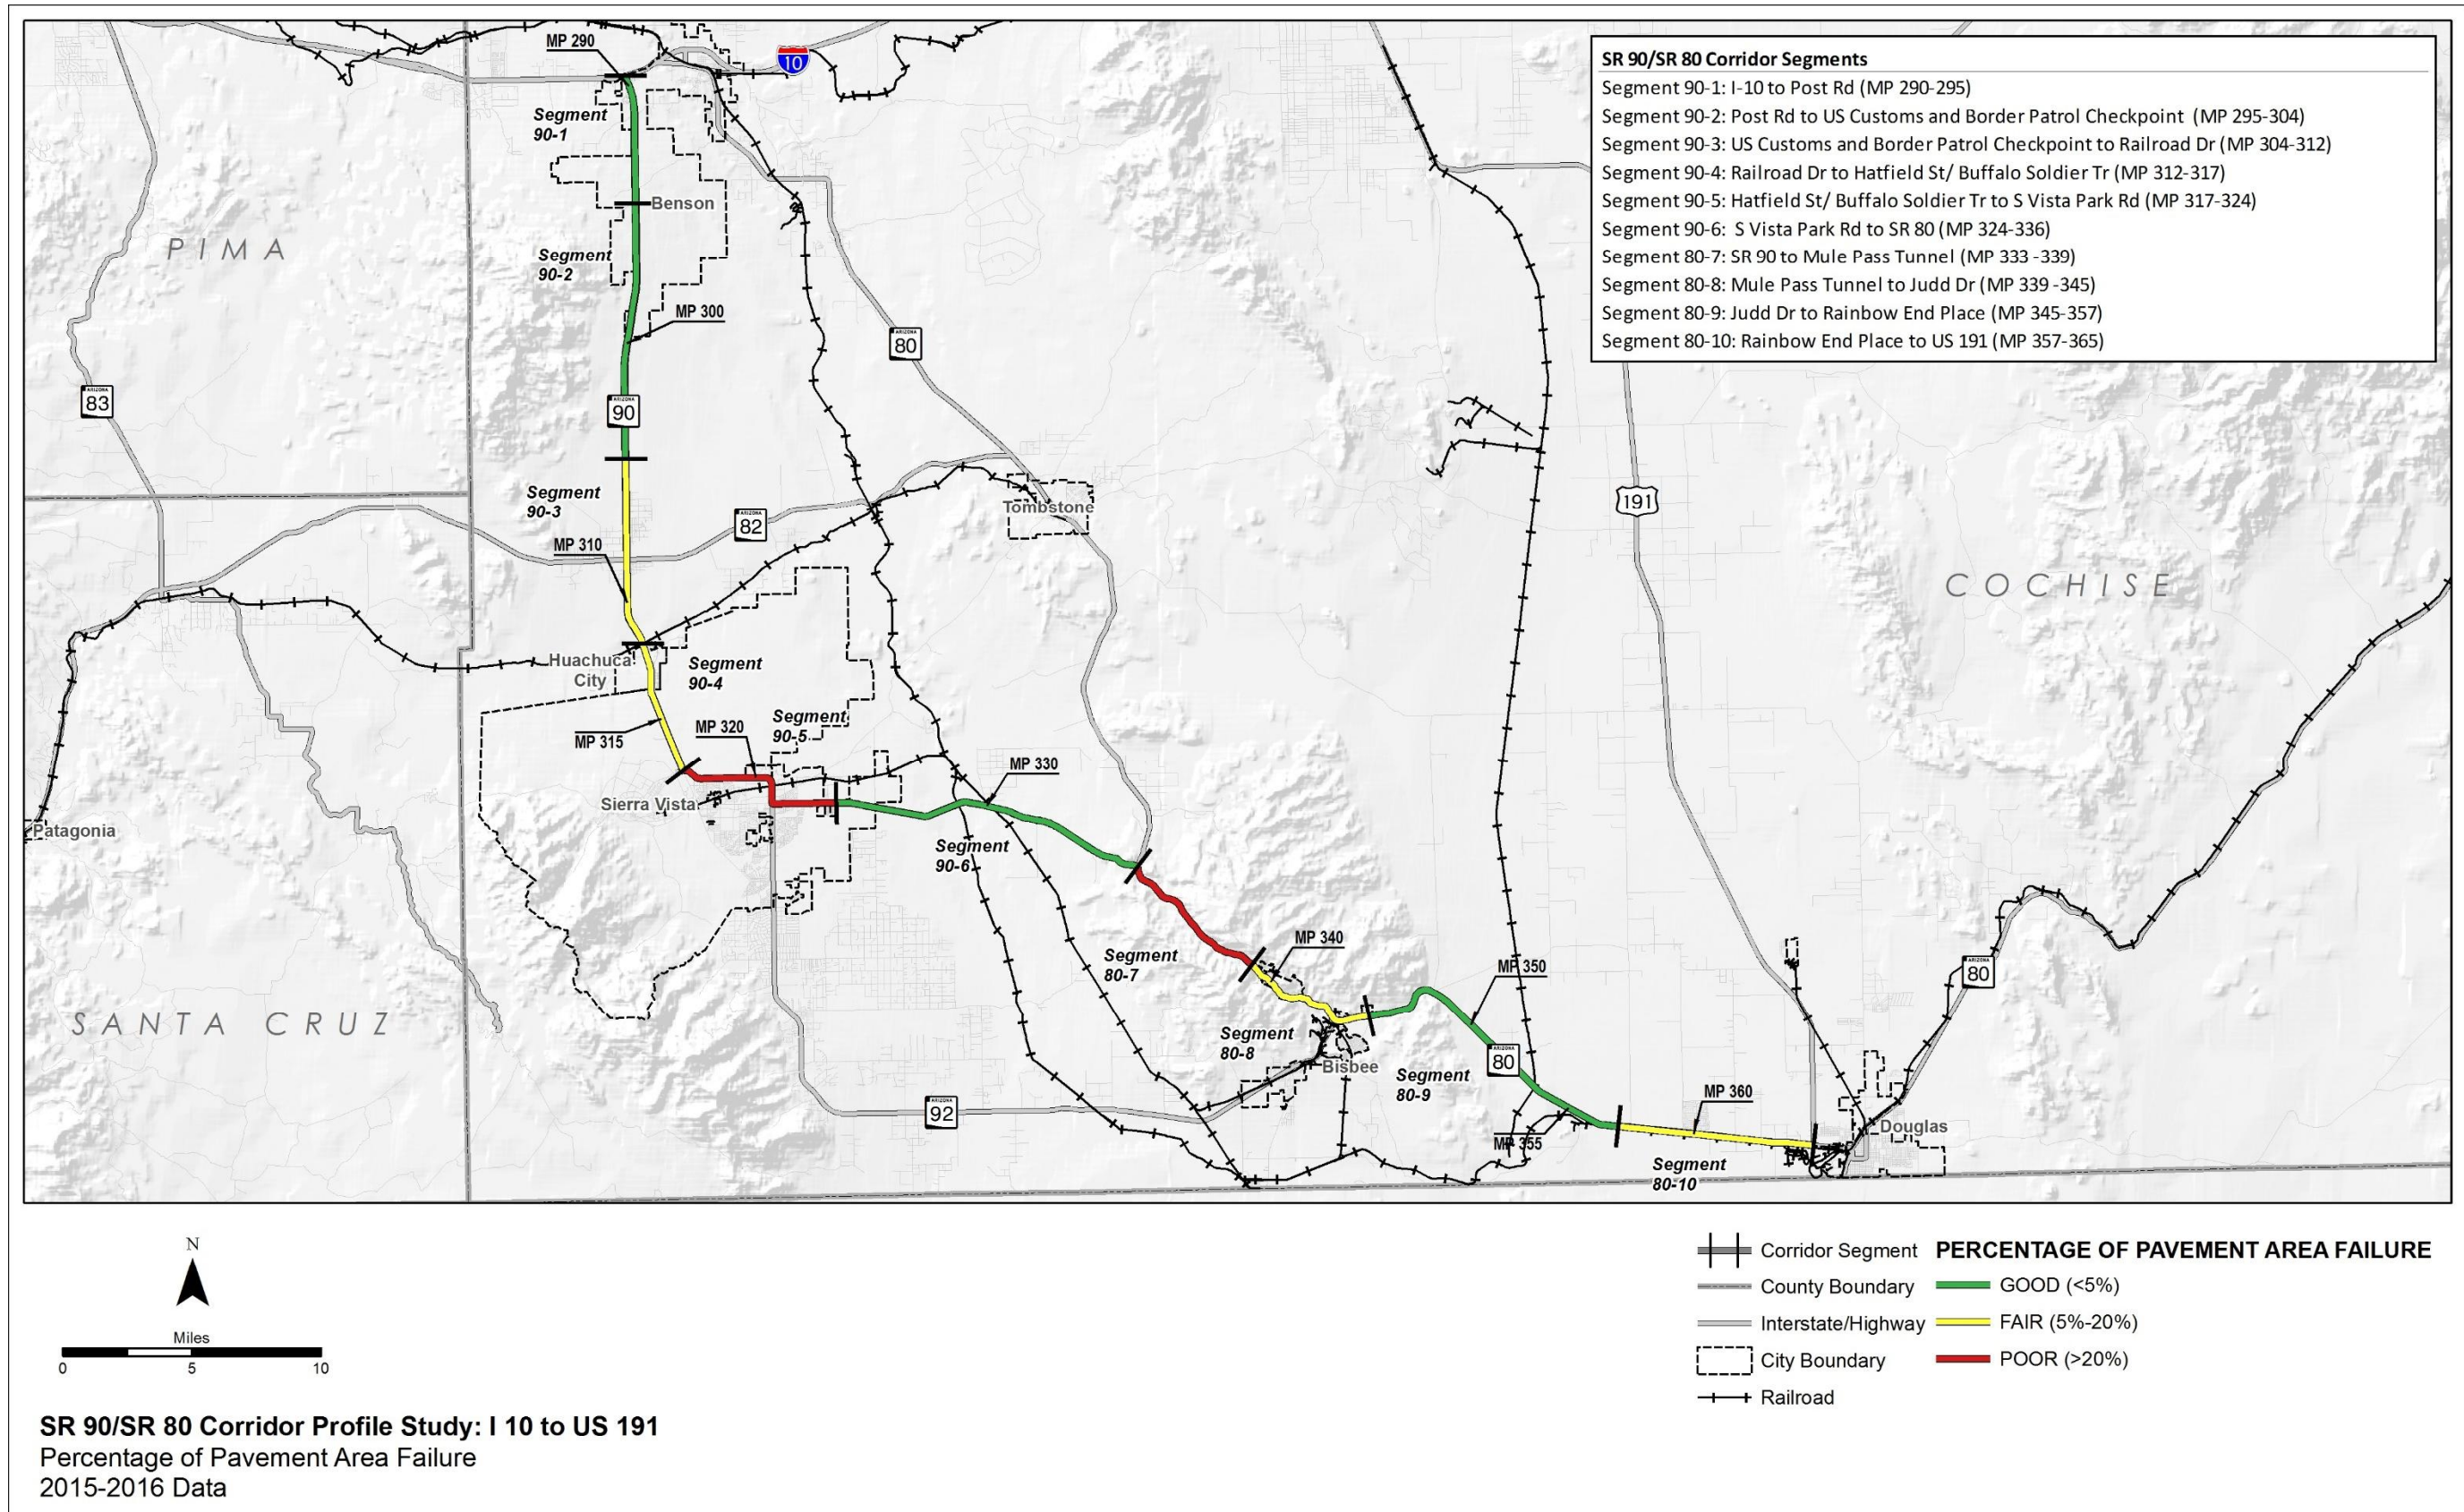 MP 290
10
SR 90/SR 80 Corridor Segments
Segment 90-1: I-10 to Post Rd (MP 290-295)
Segment 90-2: Post Rd to US Customs and Border Patrol Checkpoint (MP 295-304)
Segment 90-3: US Customs and Border Patrol Checkpoint to Railroad Dr (MP 304-312)
Segment 90-4: Railroad Dr to Hatfield St/ Buffalo Soldier Tr (MP 312-317)
Segment 90-5: Hatfield St/ Buffalo Soldier Tr to S Vista Park Rd (MP 317-324)
Segment 90-6: S Vista Park Rd to SR 80 (MP 324-336)
Segment 80-7: SR 90 to Mule Pass Tunnel (MP 333 -339)
Segment 80-8: Mule Pass Tunnel to Judd Dr (MP 339 -345)
Segment 80-9: Judd Dr to Rainbow End Place (MP 345-357)
Segment 80-10: Rainbow End Place to US 191 (MP 357-365)
Segment
90-1
Benson
PIMA
Segment
90-2
MP 300
ARIZONA
80
ARIZONA
83
ARIZONA
90
Segment
90-3
191
Tombstone
ARIZONA
82
MP 310
COCHISE
Huachuca
City
Segment
90-4
Segment
90-5
MP 320
MP 315
MP 330
Sierra Vista
Patagonia
Segment
90-6
MP 340
Segment
80-7
MP 350
ARIZONA
80
SANTA CRUZ
Segment
80-8
Bisbee
ARIZONA
80
Segment
80-9
MP 360
ARIZONA
92
Douglas
MP 355
Segment
80-10
N
Miles
0 5 10
Corridor Segment
County Boundary
Interstate/Highway
City Boundary
Railroad
PERCENTAGE OF PAVEMENT AREA FAILURE
GOOD (<5%)
FAIR (5%-20%)
POOR (>20%)
SR 90/SR 80 Corridor Profile Study: I 10 to US 191
Percentage of Pavement Area Failure
2015-2016 Data